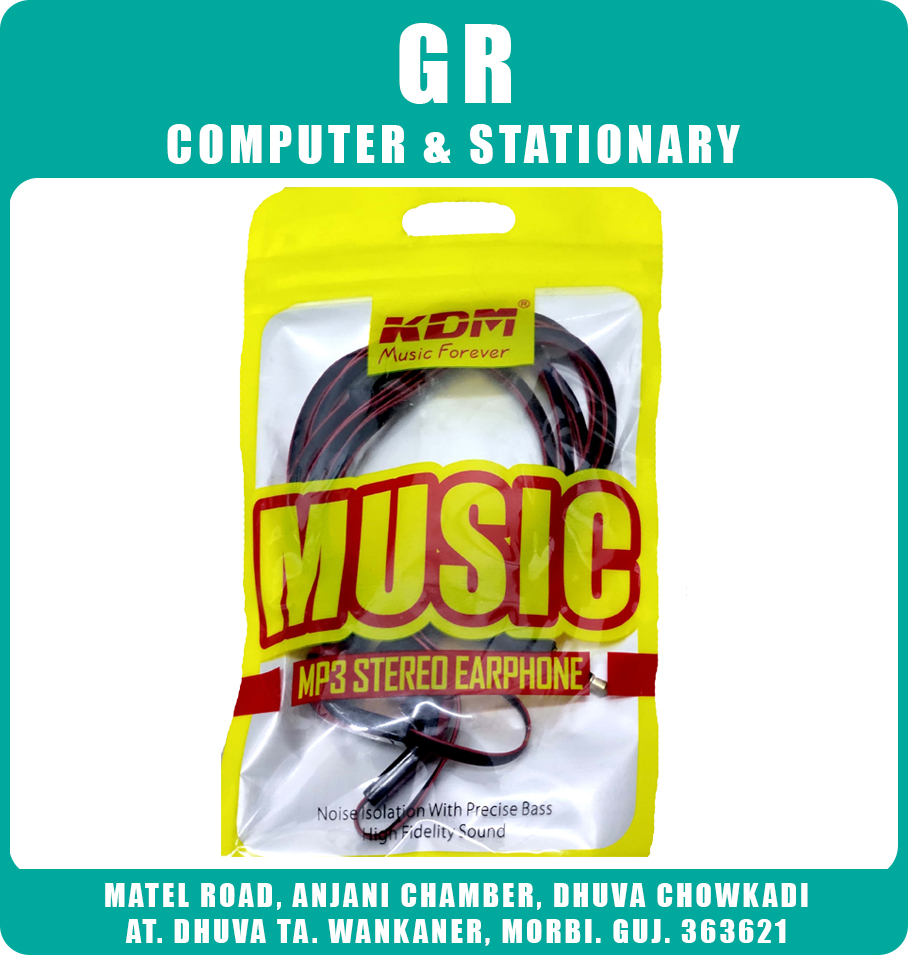 GR
COMPUTER & STATIONARY
KDM®
Music Forever
MUSIC
MP3 STEREO EARPHONE
Noise Isolation With Precise Bass
High Fidelity Sound
MATEL ROAD, ANJANI CHAMBER, DHUVA CHOWKADI
AT. DHUVA TA. WANKANER, MORBI. GUJ. 363621